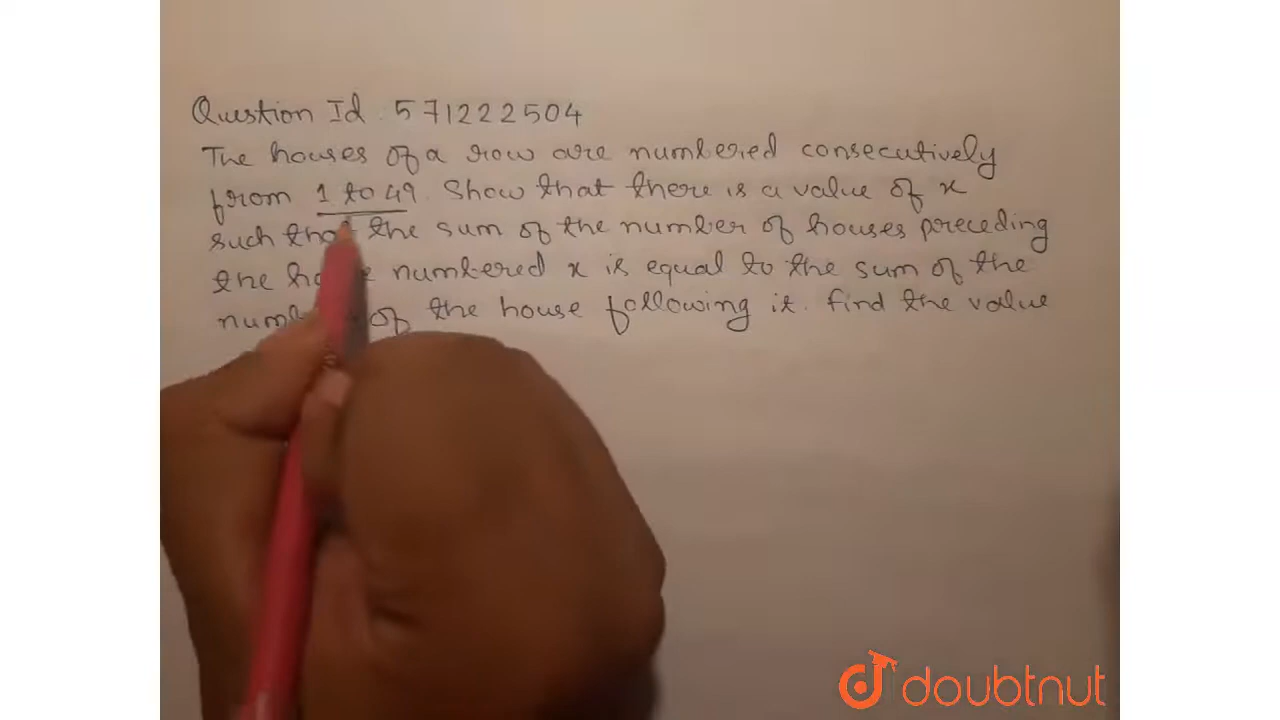 Question Id : 571222504
The houses of a row are numbered consecutively
from 1 to 49. Show that there is a value of x
such that the sum of the number of houses preceding
the numbered x is equal to the sum of the
of the house following it. find the value
doubtnut